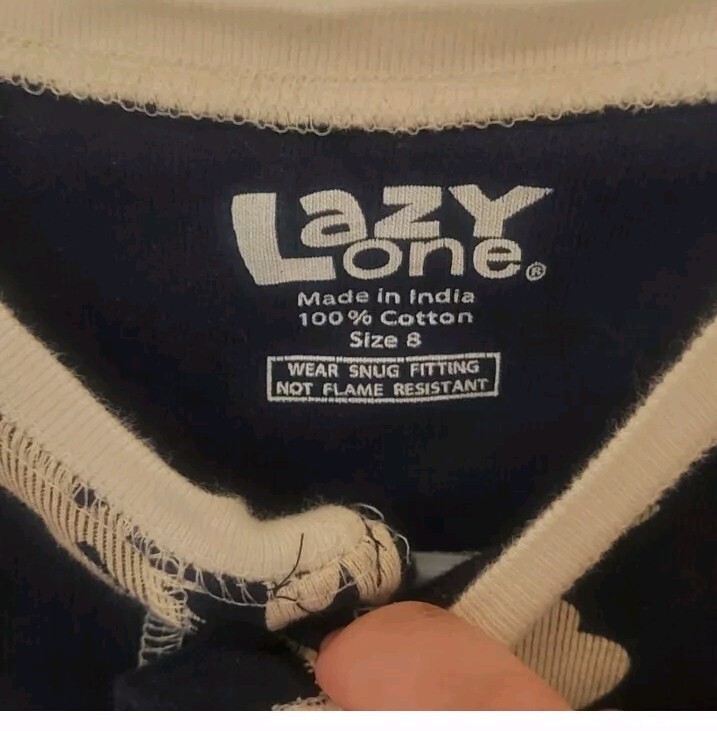 Lazy
one®
Made in India
100% Cotton
Size 8
WEAR SNUG FITTING
NOT FLAME RESISTANT